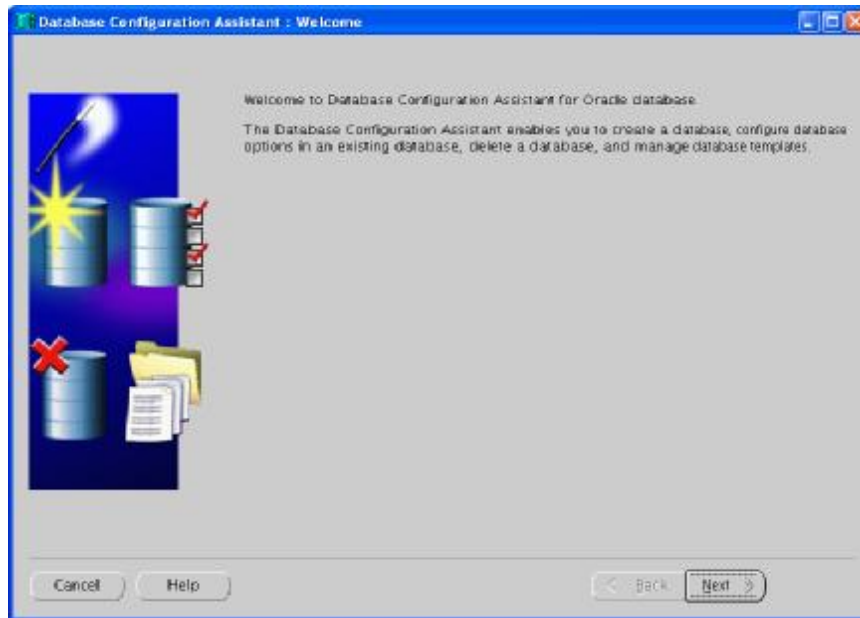 Database Configuration Assistant : Welcome
Welcome to Database Configuration Assistant for Oracle database.
The Database Configuration Assistant enables you to create a database, configure database
options in an existing database, delete a database, and manage database templates.
Cancel Help Back Next